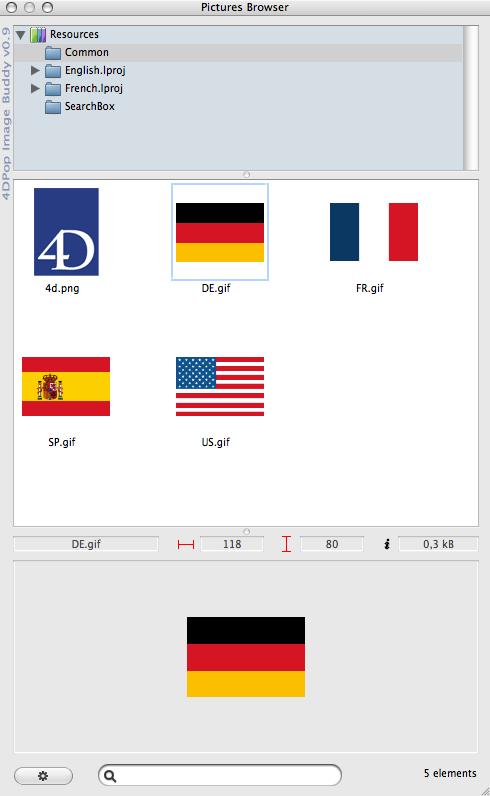 Pictures Browser
4DPop Image Buddy v0.9
Resources
Common
English.lproj
French.lproj
SearchBox
4D
4d.png
DE.gif
FR.gif
SP.gif
US.gif
DE.gif
118
80
i
0,3 kB
5 elements